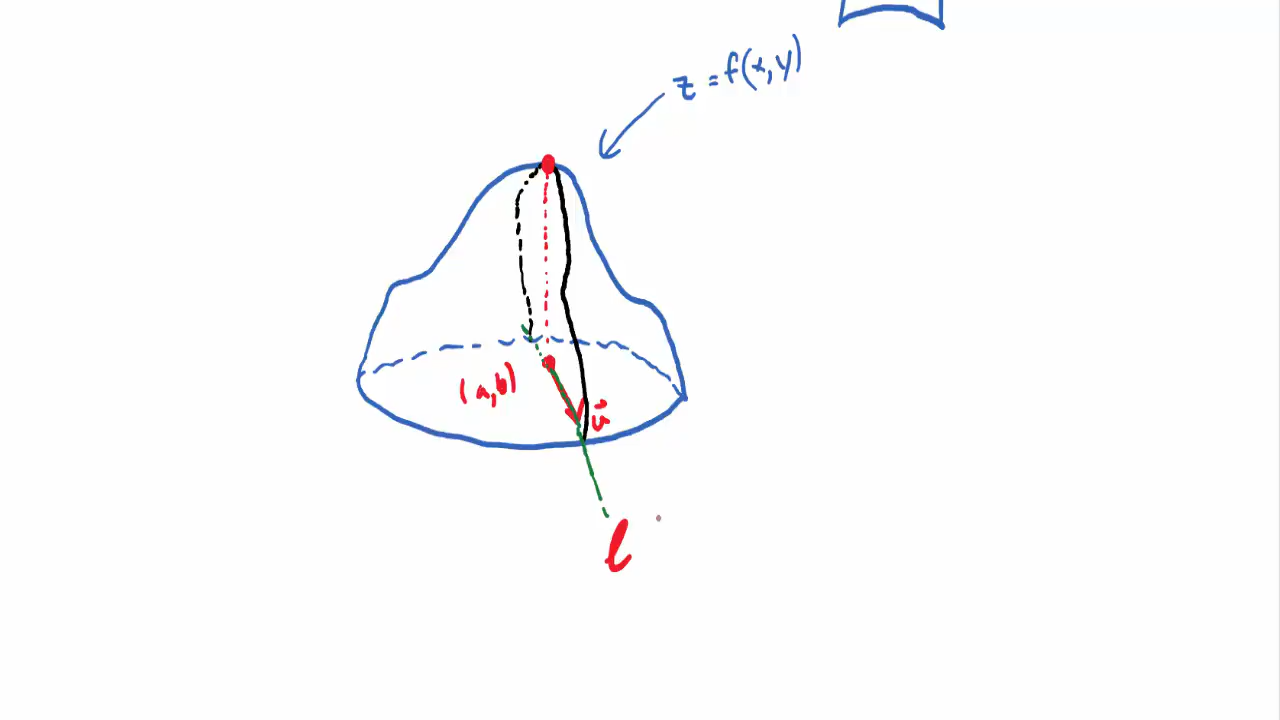 z = f(x,y)
(a,b)
u⃗
l